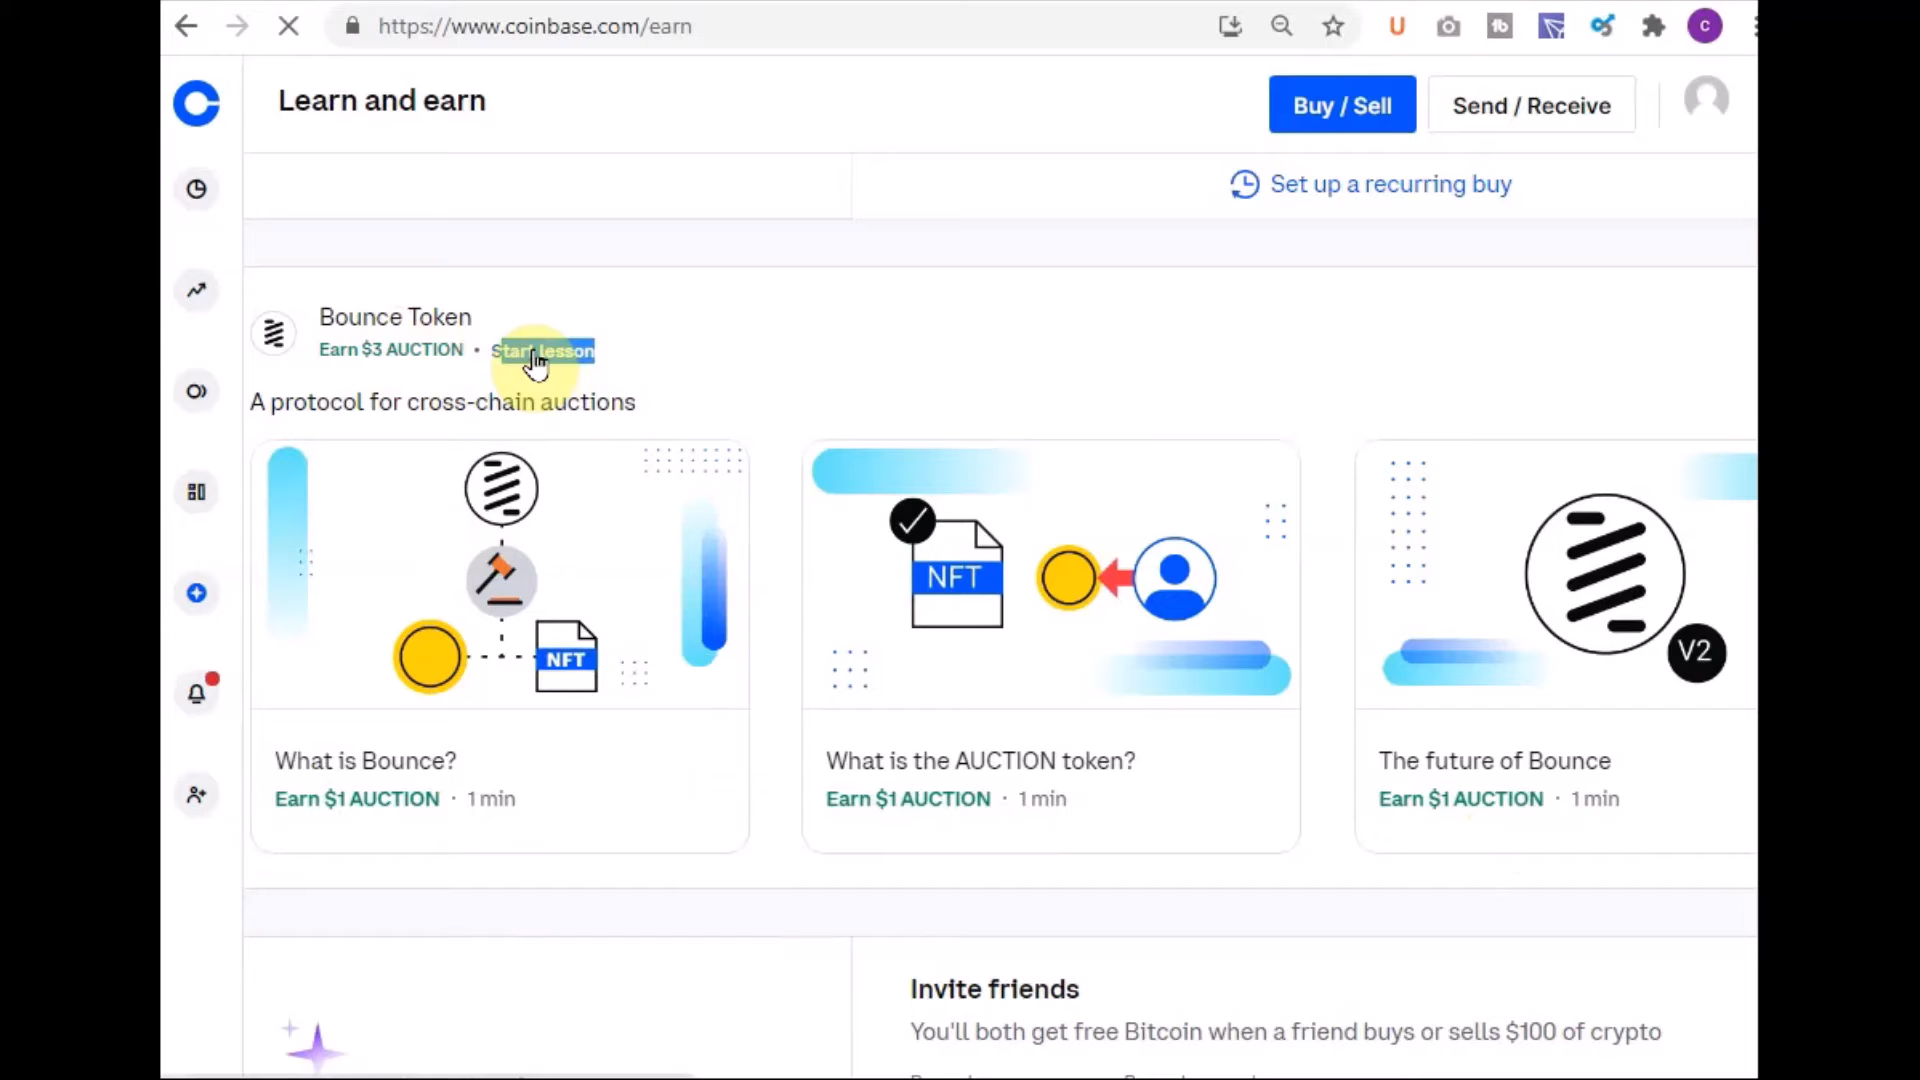 https://www.coinbase.com/earn
U
tb
C
Learn and earn
Buy / Sell
Send / Receive
Set up a recurring buy
Bounce Token
Earn $3 AUCTION • Start lesson
A protocol for cross-chain auctions
NFT
NFT
V2
What is Bounce?
Earn $1 AUCTION · 1 min
What is the AUCTION token?
Earn $1 AUCTION · 1 min
The future of Bounce
Earn $1 AUCTION · 1 min
Invite friends
You'll both get free Bitcoin when a friend buys or sells $100 of crypto